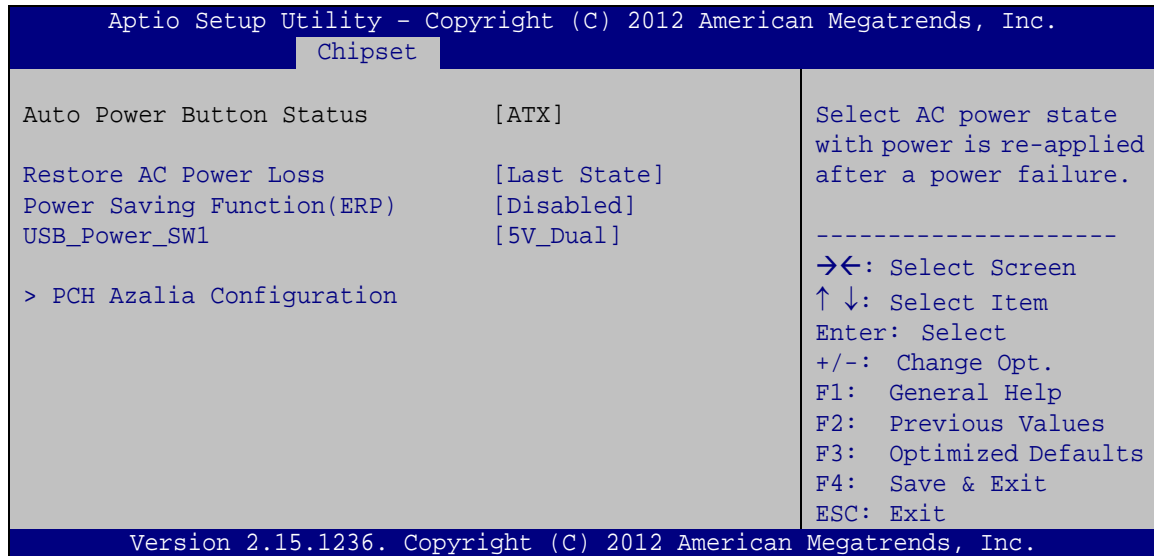 Aptio Setup Utility – Copyright (C) 2012 American Megatrends, Inc.
Chipset
Auto Power Button Status [ATX]
Restore AC Power Loss [Last State]
Power Saving Function(ERP) [Disabled]
USB_Power_SW1 [5V_Dual]
> PCH Azalia Configuration
Select AC power state
with power is re-applied
after a power failure.
---------------------
→←: Select Screen
↑ ↓: Select Item
Enter: Select
+/-: Change Opt.
F1: General Help
F2: Previous Values
F3: Optimized Defaults
F4: Save & Exit
ESC: Exit
Version 2.15.1236. Copyright (C) 2012 American Megatrends, Inc.